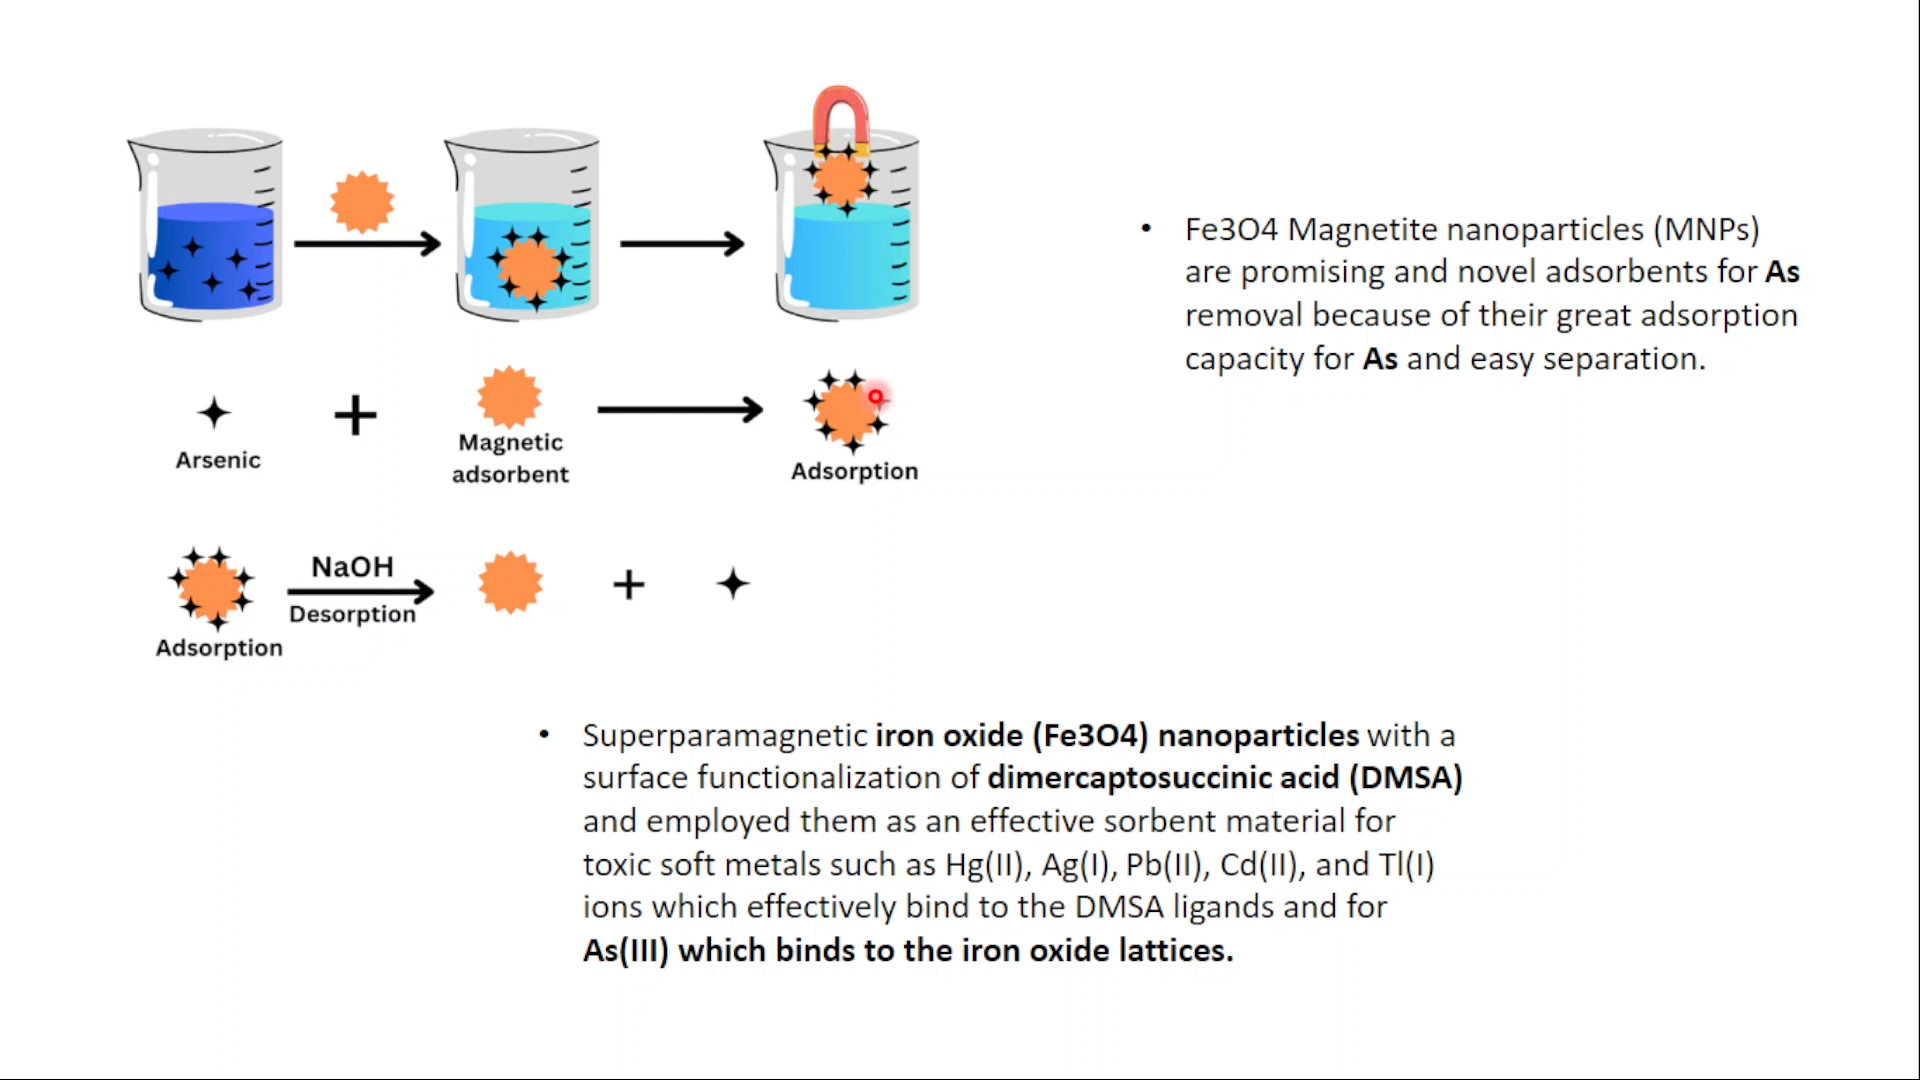 • Fe3O4 Magnetite nanoparticles (MNPs)
are promising and novel adsorbents for As
removal because of their great adsorption
capacity for As and easy separation.
+
Arsenic
Magnetic
adsorbent
Adsorption
NaOH
Desorption
+
Adsorption
• Superparamagnetic iron oxide (Fe3O4) nanoparticles with a
surface functionalization of dimercaptosuccinic acid (DMSA)
and employed them as an effective sorbent material for
toxic soft metals such as Hg(II), Ag(I), Pb(II), Cd(II), and Tl(I)
ions which effectively bind to the DMSA ligands and for
As(III) which binds to the iron oxide lattices.